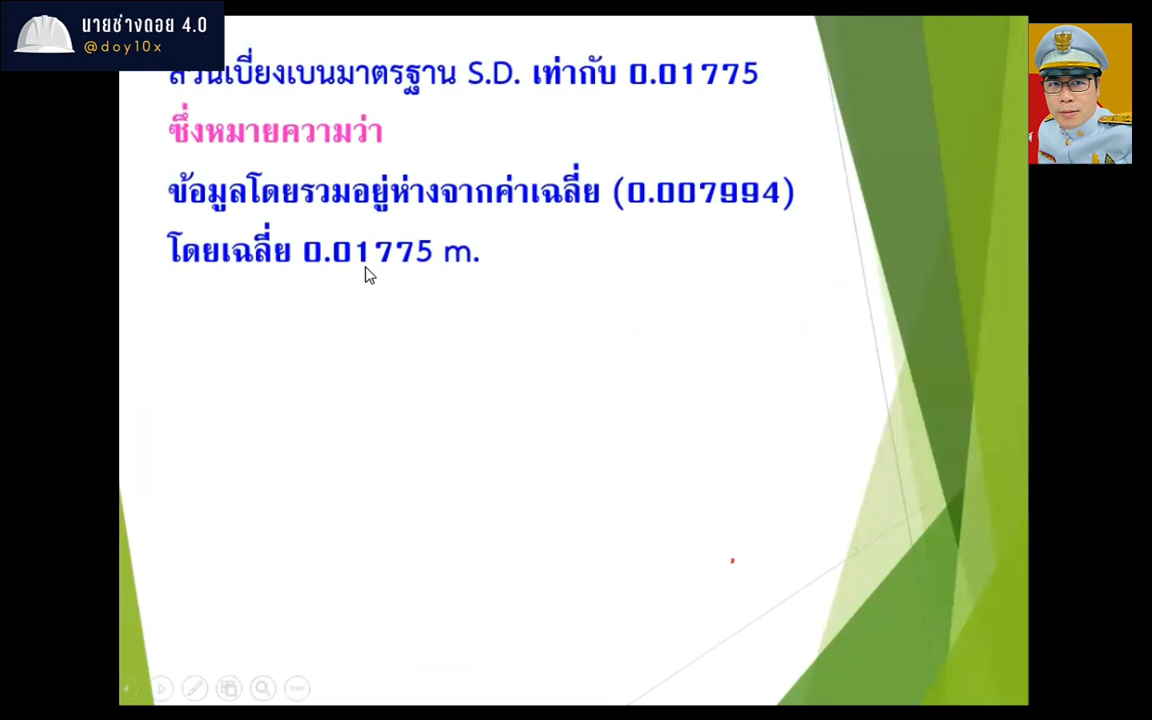 นายช่างดอย 4.0
@doy10x
ส่วนเบี่ยงเบนมาตรฐาน S.D. เท่ากับ 0.01775
ซึ่งหมายความว่า
ข้อมูลโดยรวมอยู่ห่างจากค่าเฉลี่ย (0.007994)
โดยเฉลี่ย 0.01775 m.